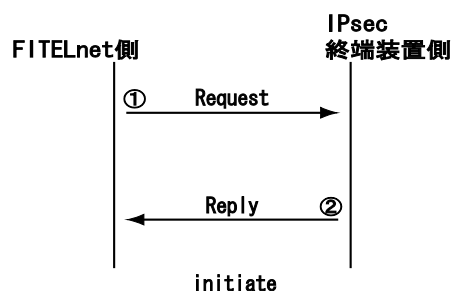 IPsec
FITELnet側 終端装置側
① Request
Reply ②
initiate